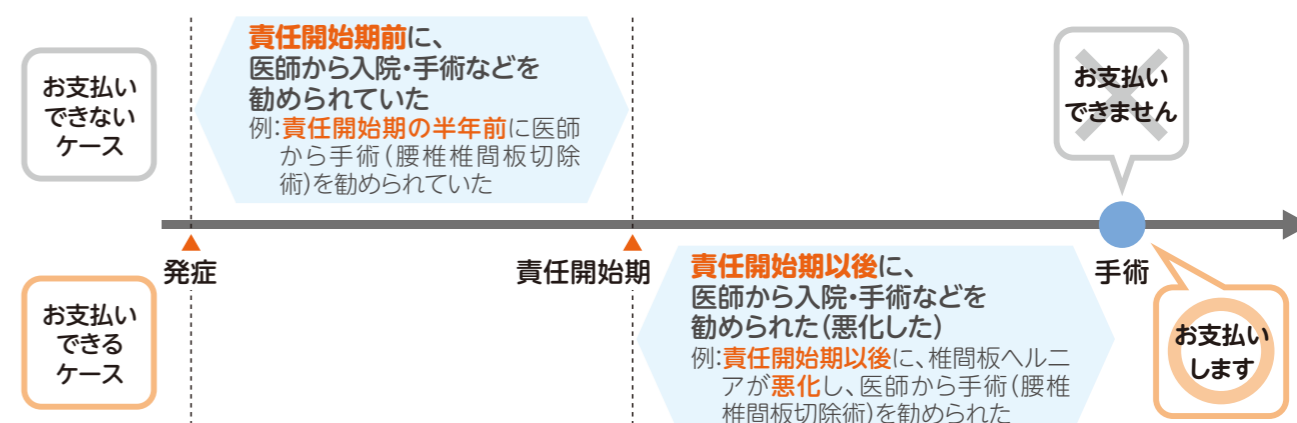 お支払い
できない
ケース
責任開始期前に、
医師から入院・手術などを
勧められていた
例:責任開始期の半年前に医師
から手術(腰椎椎間板切除
術)を勧められていた
お支払い
できません
発症
責任開始期
手術
お支払い
できる
ケース
責任開始期以後に、
医師から入院・手術などを
勧められた(悪化した)
例:責任開始期以後に、椎間板ヘルニ
アが悪化し、医師から手術(腰椎
椎間板切除術)を勧められた
お支払い
します